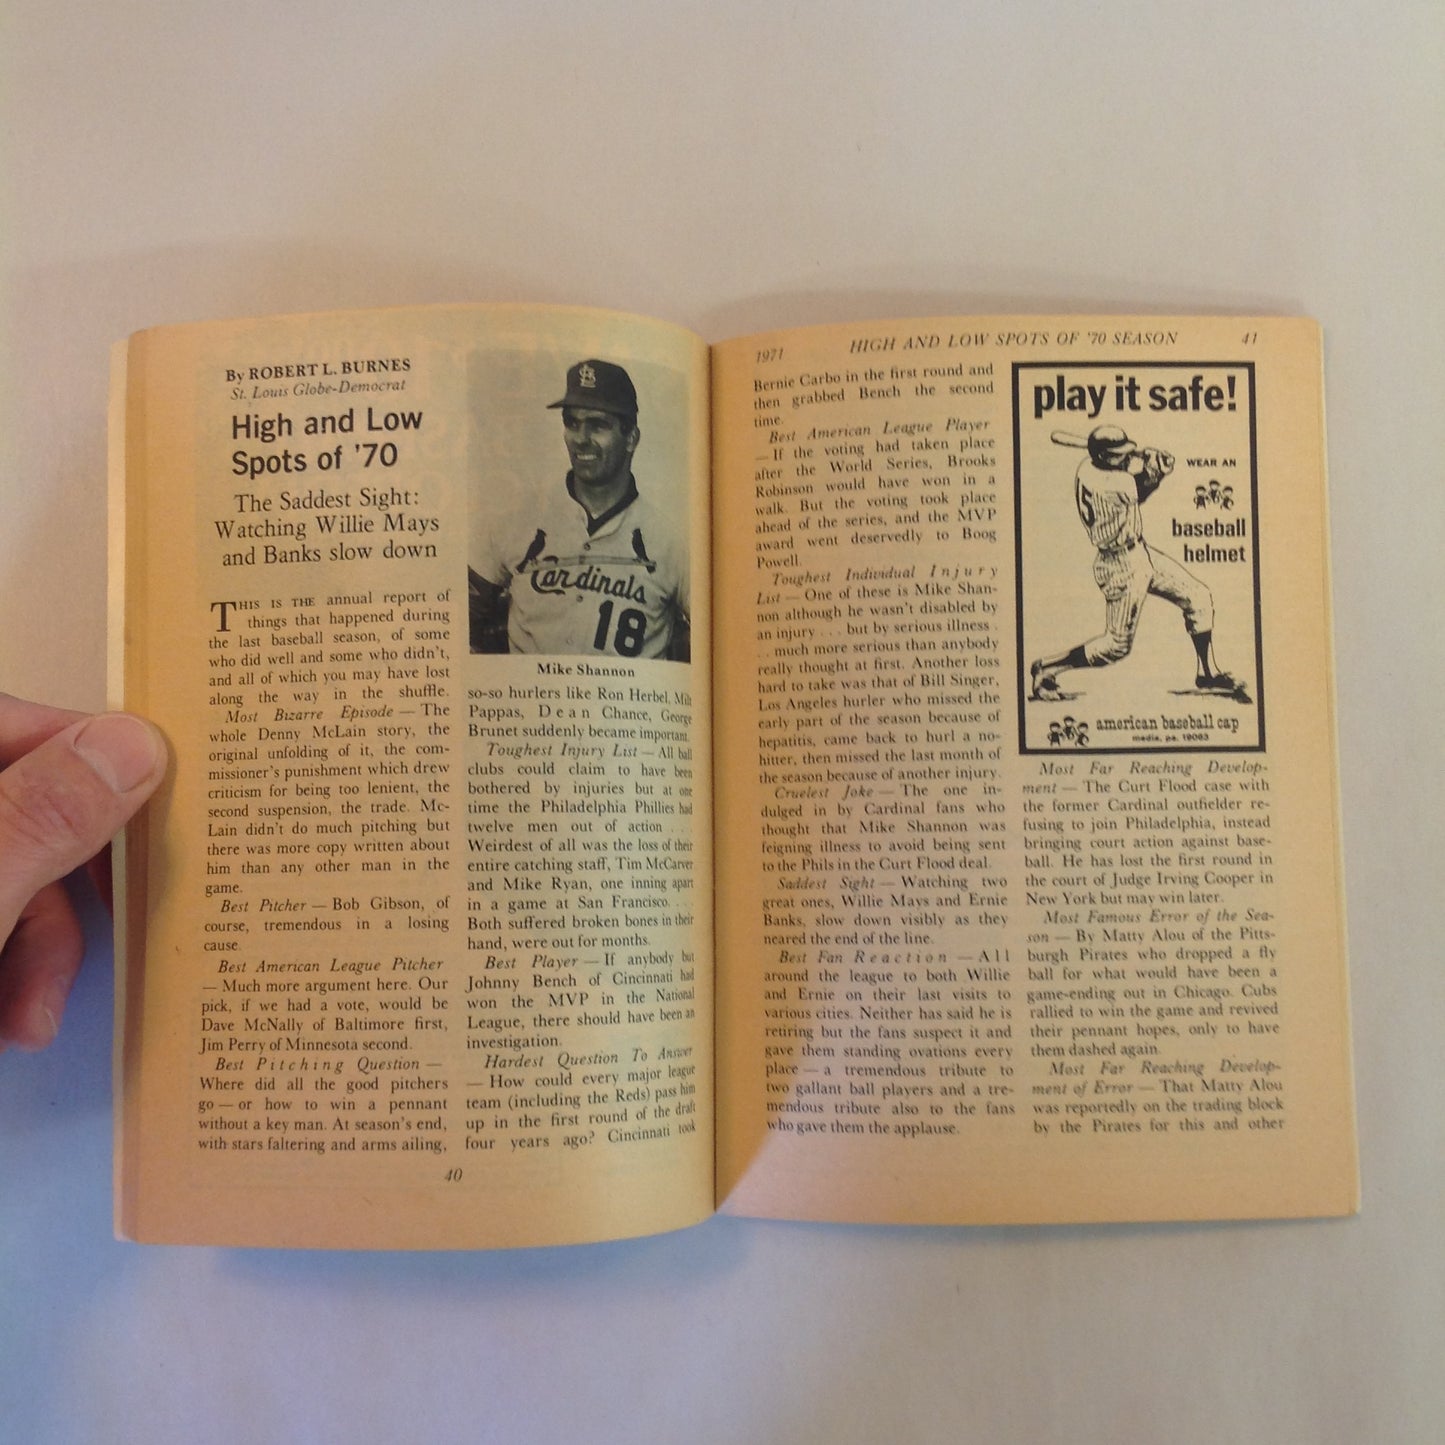 By ROBERT L. BURNES
St. Louis Globe-Democrat
High and Low
Spots of '70
The Saddest Sight:
Watching Willie Mays
and Banks slow down
THIS IS THE annual report of
things that happened during
the last baseball season, of some
who did well and some who didn't,
and all of which you may have lost
along the way in the shuffle.
Most Bizarre Episode — The
whole Denny McLain story, the
original unfolding of it, the com-
missioner's punishment which drew
criticism for being too lenient, the
second suspension, the trade. Mc-
Lain didn't do much pitching but
there was more copy written about
him than any other man in the
game.
Best Pitcher — Bob Gibson, of
course, tremendous in a losing
cause.
Best American League Pitcher
— Much more argument here. Our
pick, if we had a vote, would be
Dave McNally of Baltimore first,
Jim Perry of Minnesota second.
Best Pitching Question —
Where did all the good pitchers
go — or how to win a pennant
without a key man. At season's end,
with stars faltering and arms ailing,
Cardinals
18
Mike Shannon
so-so hurlers like Ron Herbel, Milt
Pappas, Dean Chance, George
Brunet suddenly became important.
Toughest Injury List — All ball
clubs could claim to have been
bothered by injuries but at one
time the Philadelphia Phillies had
twelve men out of action . . .
Weirdest of all was the loss of their
entire catching staff, Tim McCarver
and Mike Ryan, one inning apart
in a game at San Francisco. . . .
Both suffered broken bones in their
hand, were out for months.
Best Player — If anybody but
Johnny Bench of Cincinnati had
won the MVP in the National
League, there should have been an
investigation.
Hardest Question To Answer
— How could every major league
team (including the Reds) pass him
up in the first round of the draft
four years ago? Cincinnati took
40
1971
HIGH AND LOW SPOTS OF '70 SEASON
41
Bernie Carbo in the first round and
then grabbed Bench the second
time.
Best American League Player
— If the voting had taken place
after the World Series, Brooks
Robinson would have won in a
walk. But the voting took place
ahead of the series, and the MVP
award went deservedly to Boog
Powell.
Toughest Individual Injury
List — One of these is Mike Shan-
non although he wasn't disabled by
an injury . . . but by serious illness .
. . much more serious than anybody
really thought at first. Another loss
hard to take was that of Bill Singer,
Los Angeles hurler who missed the
early part of the season because of
hepatitis, came back to hurl a no-
hitter, then missed the last month of
the season because of another injury.
Cruelest Joke — The one in-
dulged in by Cardinal fans who
thought that Mike Shannon was
feigning illness to avoid being sent
to the Phils in the Curt Flood deal.
Saddest Sight — Watching two
great ones, Willie Mays and Ernie
Banks, slow down visibly as they
neared the end of the line.
Best Fan Reaction — All
around the league to both Willie
and Ernie on their last visits to
various cities. Neither has said he is
retiring but the fans suspect it and
gave them standing ovations every
place — a tremendous tribute to
two gallant ball players and a tre-
mendous tribute also to the fans
who gave them the applause.
play it safe!
5
WEAR AN
baseball
helmet
american baseball cap
media, pa. 19063
Most Far Reaching Develop-
ment — The Curt Flood case with
the former Cardinal outfielder re-
fusing to join Philadelphia, instead
bringing court action against base-
ball. He has lost the first round in
the court of Judge Irving Cooper in
New York but may win later.
Most Famous Error of the Sea-
son — By Matty Alou of the Pitts-
burgh Pirates who dropped a fly
ball for what would have been a
game-ending out in Chicago. Cubs
rallied to win the game and revived
their pennant hopes, only to have
them dashed again.
Most Far Reaching Develop-
ment of Error — That Matty Alou
was reportedly on the trading block
by the Pirates for this and other